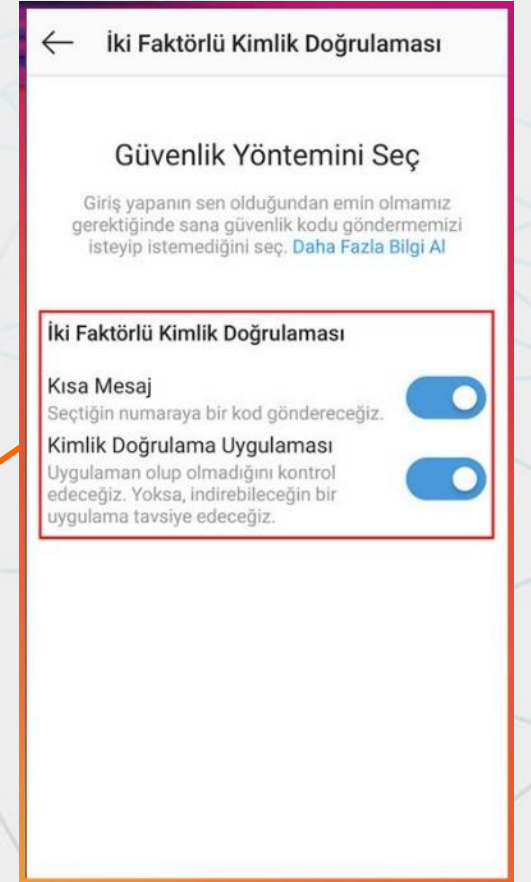 İki Faktörlü Kimlik Doğrulaması
Güvenlik Yöntemini Seç
Giriş yapanın sen olduğundan emin olmamız
gerektiğinde sana güvenlik kodu göndermemizi
isteyip istemediğini seç. Daha Fazla Bilgi Al
İki Faktörlü Kimlik Doğrulaması
Kısa Mesaj
Seçtiğin numaraya bir kod göndereceğiz.
Kimlik Doğrulama Uygulaması
Uygulaman olup olmadığını kontrol
edeceğiz. Yoksa, indirebileceğin bir
uygulama tavsiye edeceğiz.